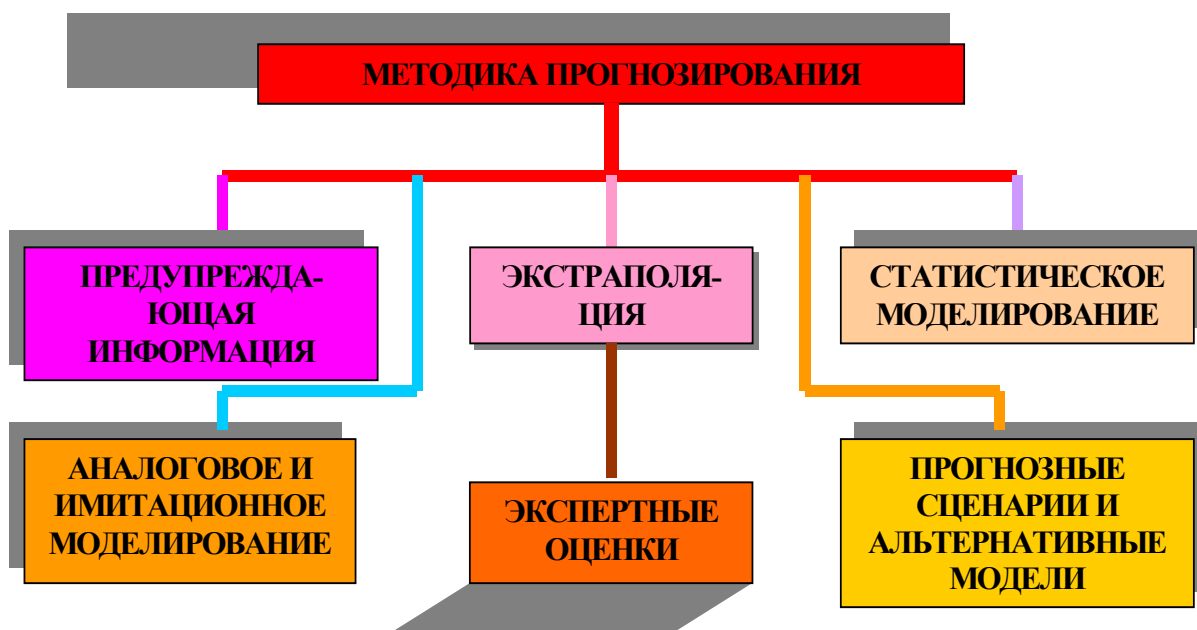 МЕТОДИКА ПРОГНОЗИРОВАНИЯ
ПРЕДУПРЕЖДА-
ЮЩАЯ
ИНФОРМАЦИЯ
ЭКСТРАПОЛЯ-
ЦИЯ
СТАТИСТИЧЕСКОЕ
МОДЕЛИРОВАНИЕ
АНАЛОГОВОЕ И
ИМИТАЦИОННОЕ
МОДЕЛИРОВАНИЕ
ЭКСПЕРТНЫЕ
ОЦЕНКИ
ПРОГНОЗНЫЕ
СЦЕНАРИИ И
АЛЬТЕРНАТИВНЫЕ
МОДЕЛИ